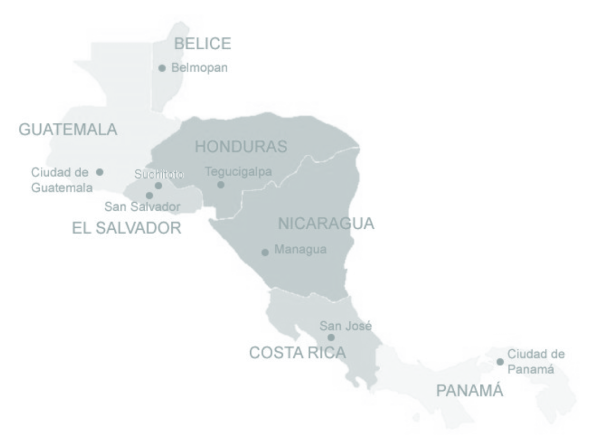 BELICE
Belmopan
GUATEMALA
HONDURAS
Ciudad de
Guatemala
Suchitoto
Tegucigalpa
San Salvador
EL SALVADOR
NICARAGUA
Managua
San José
COSTA RICA
Ciudad de
Panamá
PANAMÁ